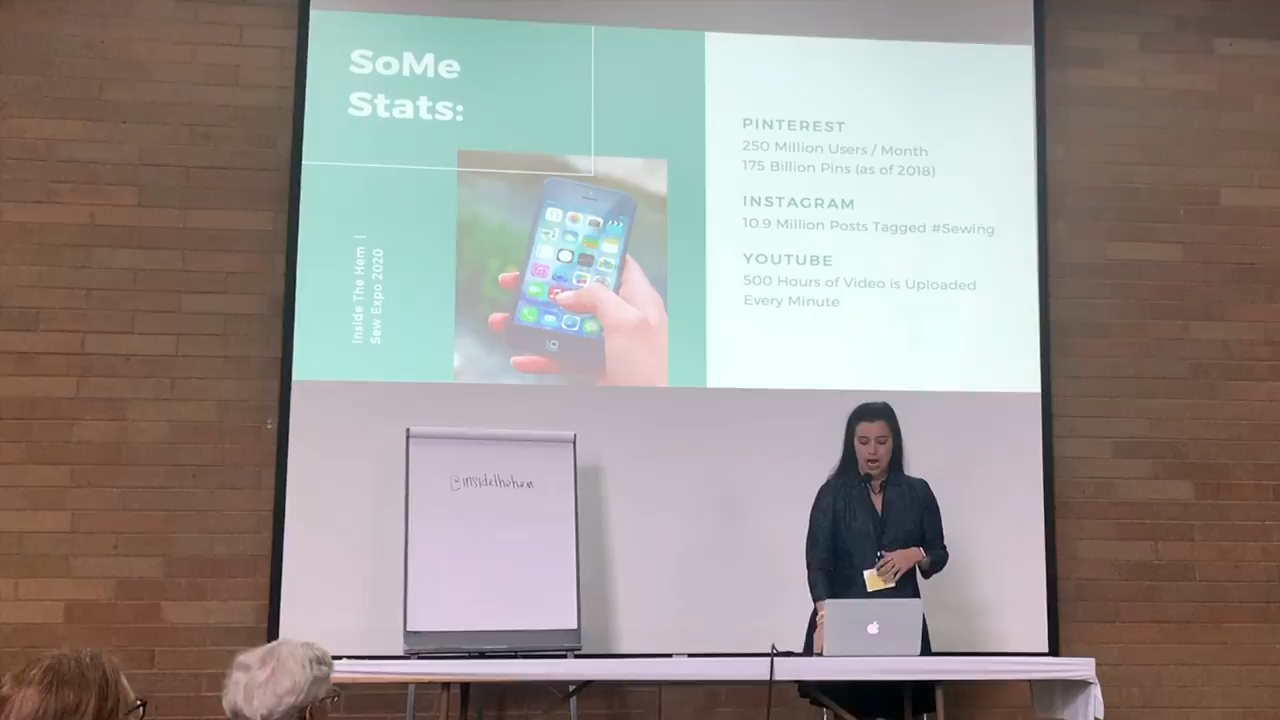 SoMe
Stats:
Inside The Hem |
Sew Expo 2020
PINTEREST
250 Million Users / Month
175 Billion Pins (as of 2018)
INSTAGRAM
10.9 Million Posts Tagged #Sewing
YOUTUBE
500 Hours of Video is Uploaded
Every Minute
@insidethehem